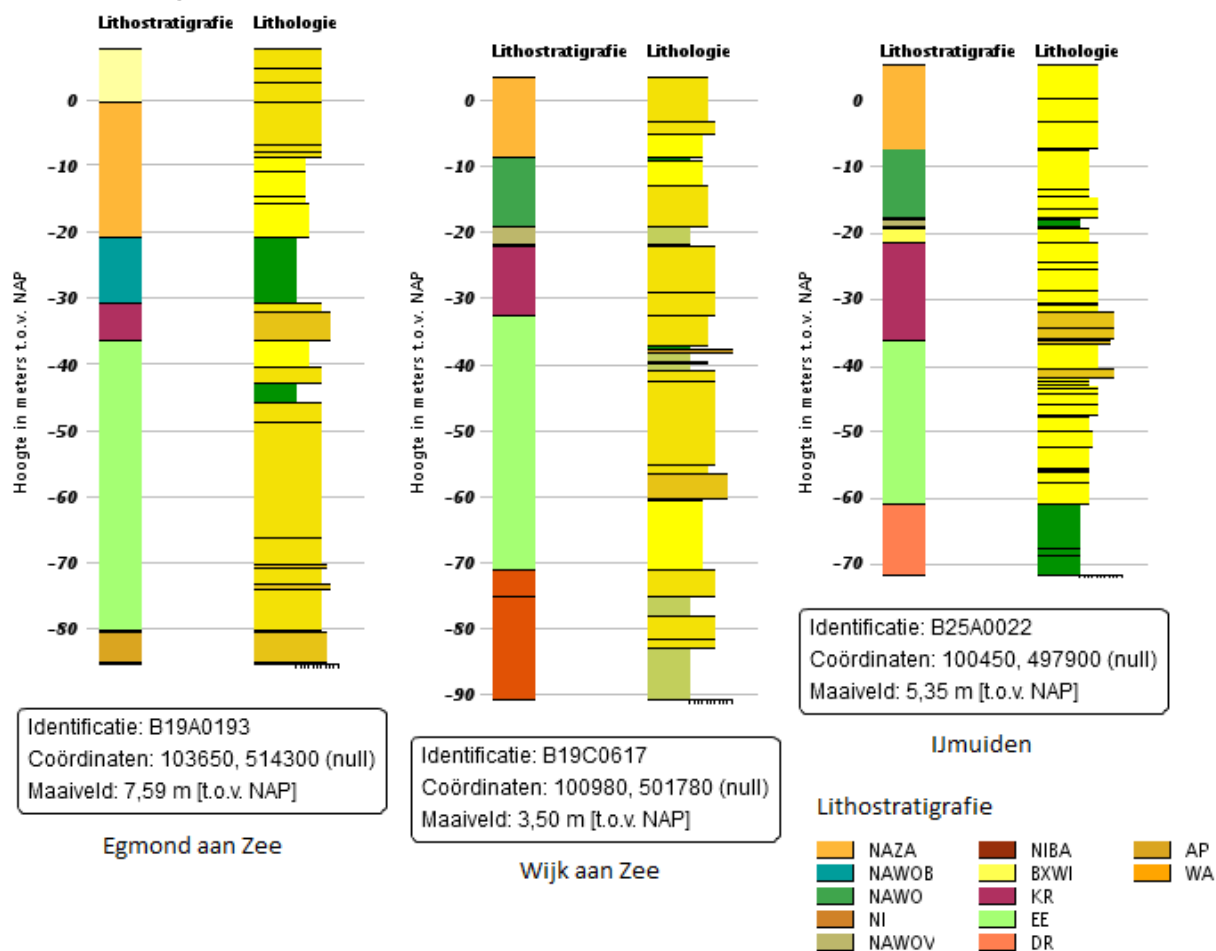 Lithostratigrafie Lithologie
Hoogte in meters t.o.v. NAP
0
-10
-20
-30
-40
-50
-60
-70
-80
Identificatie: B19A0193
Coördinaten: 103650, 514300 (null)
Maaiveld: 7,59 m [t.o.v. NAP]
Egmond aan Zee
Lithostratigrafie Lithologie
Hoogte in meters t.o.v. NAP
0
-10
-20
-30
-40
-50
-60
-70
-80
-90
Identificatie: B19C0617
Coördinaten: 100980, 501780 (null)
Maaiveld: 3,50 m [t.o.v. NAP]
Wijk aan Zee
Lithostratigrafie Lithologie
Hoogte in meters t.o.v. NAP
0
-10
-20
-30
-40
-50
-60
-70
Identificatie: B25A0022
Coördinaten: 100450, 497900 (null)
Maaiveld: 5,35 m [t.o.v. NAP]
IJmuiden
Lithostratigrafie
NAZA NIBA AP
NAWOB BXWI WA
NAWO KR
NI EE
NAWOV DR